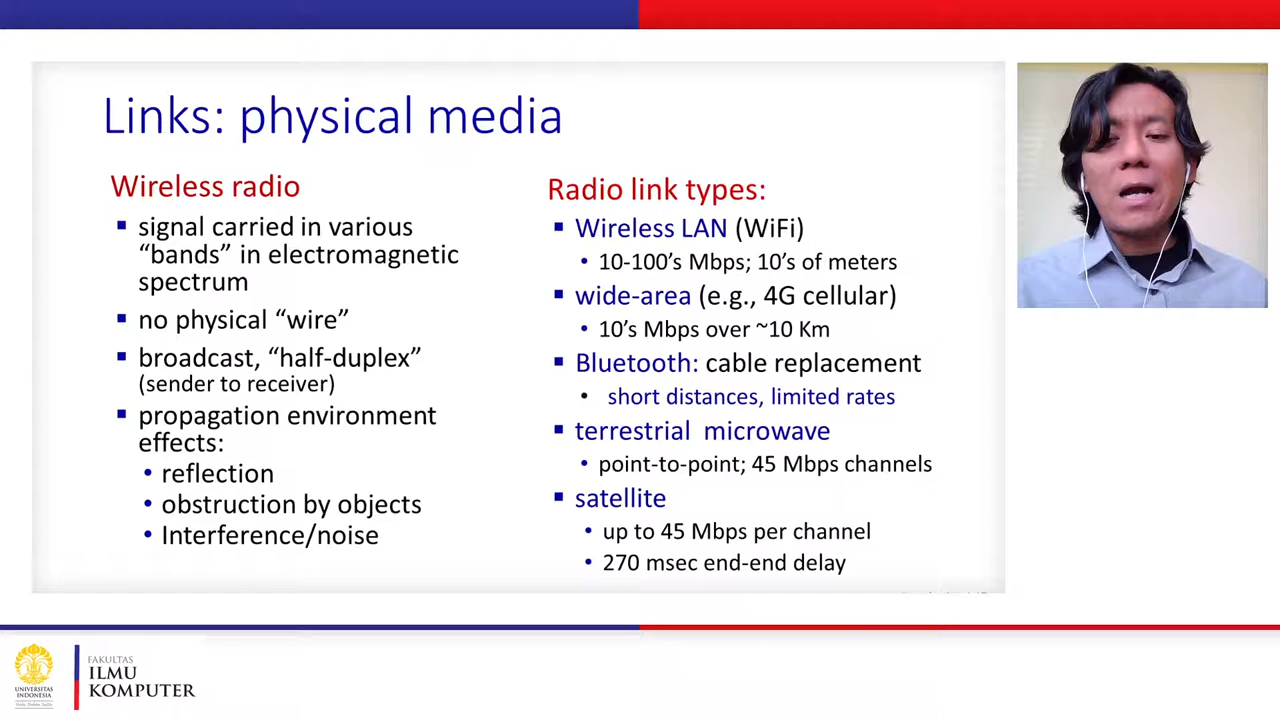 Links: physical media
Wireless radio
▪ signal carried in various
“bands” in electromagnetic
spectrum
▪ no physical “wire”
▪ broadcast, “half-duplex”
(sender to receiver)
▪ propagation environment
effects:
• reflection
• obstruction by objects
• Interference/noise
Radio link types:
▪ Wireless LAN (WiFi)
• 10-100’s Mbps; 10’s of meters
▪ wide-area (e.g., 4G cellular)
• 10’s Mbps over ~10 Km
▪ Bluetooth: cable replacement
• short distances, limited rates
▪ terrestrial microwave
• point-to-point; 45 Mbps channels
▪ satellite
• up to 45 Mbps per channel
• 270 msec end-end delay
UNIVERSITAS
INDONESIA
FAKULTAS
ILMU
KOMPUTER